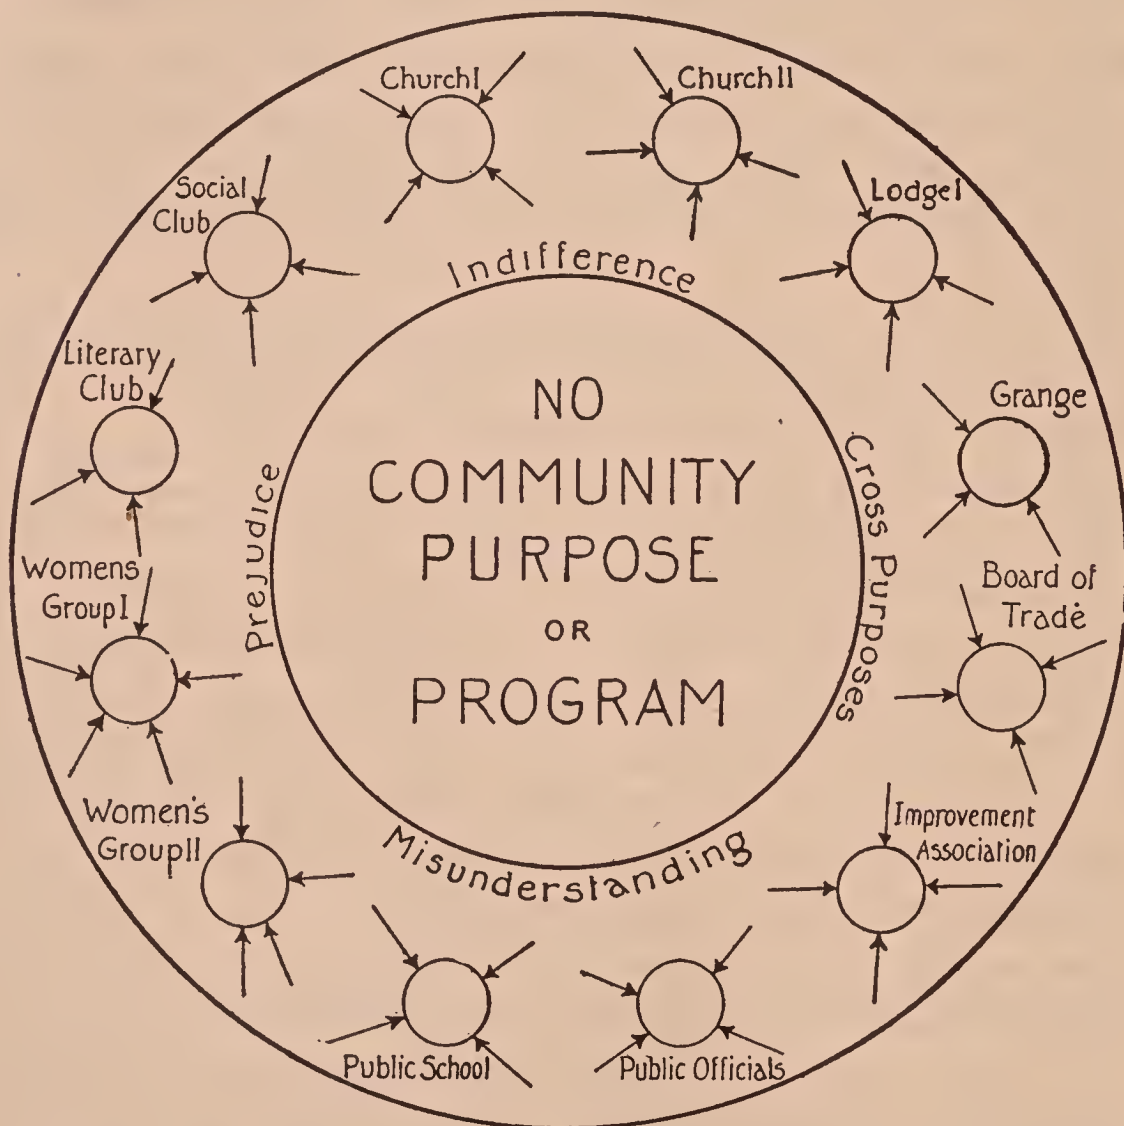 Church I
Church II
Social
Club
Lodge I
Indifference
Literary
Club
Grange
NO
COMMUNITY
PURPOSE
OR
PROGRAM
Prejudice
Cross Purposes
Womens
Group I
Board of
Trade
Women's
Group II
Misunderstanding
Improvement
Association
Public School
Public Officials